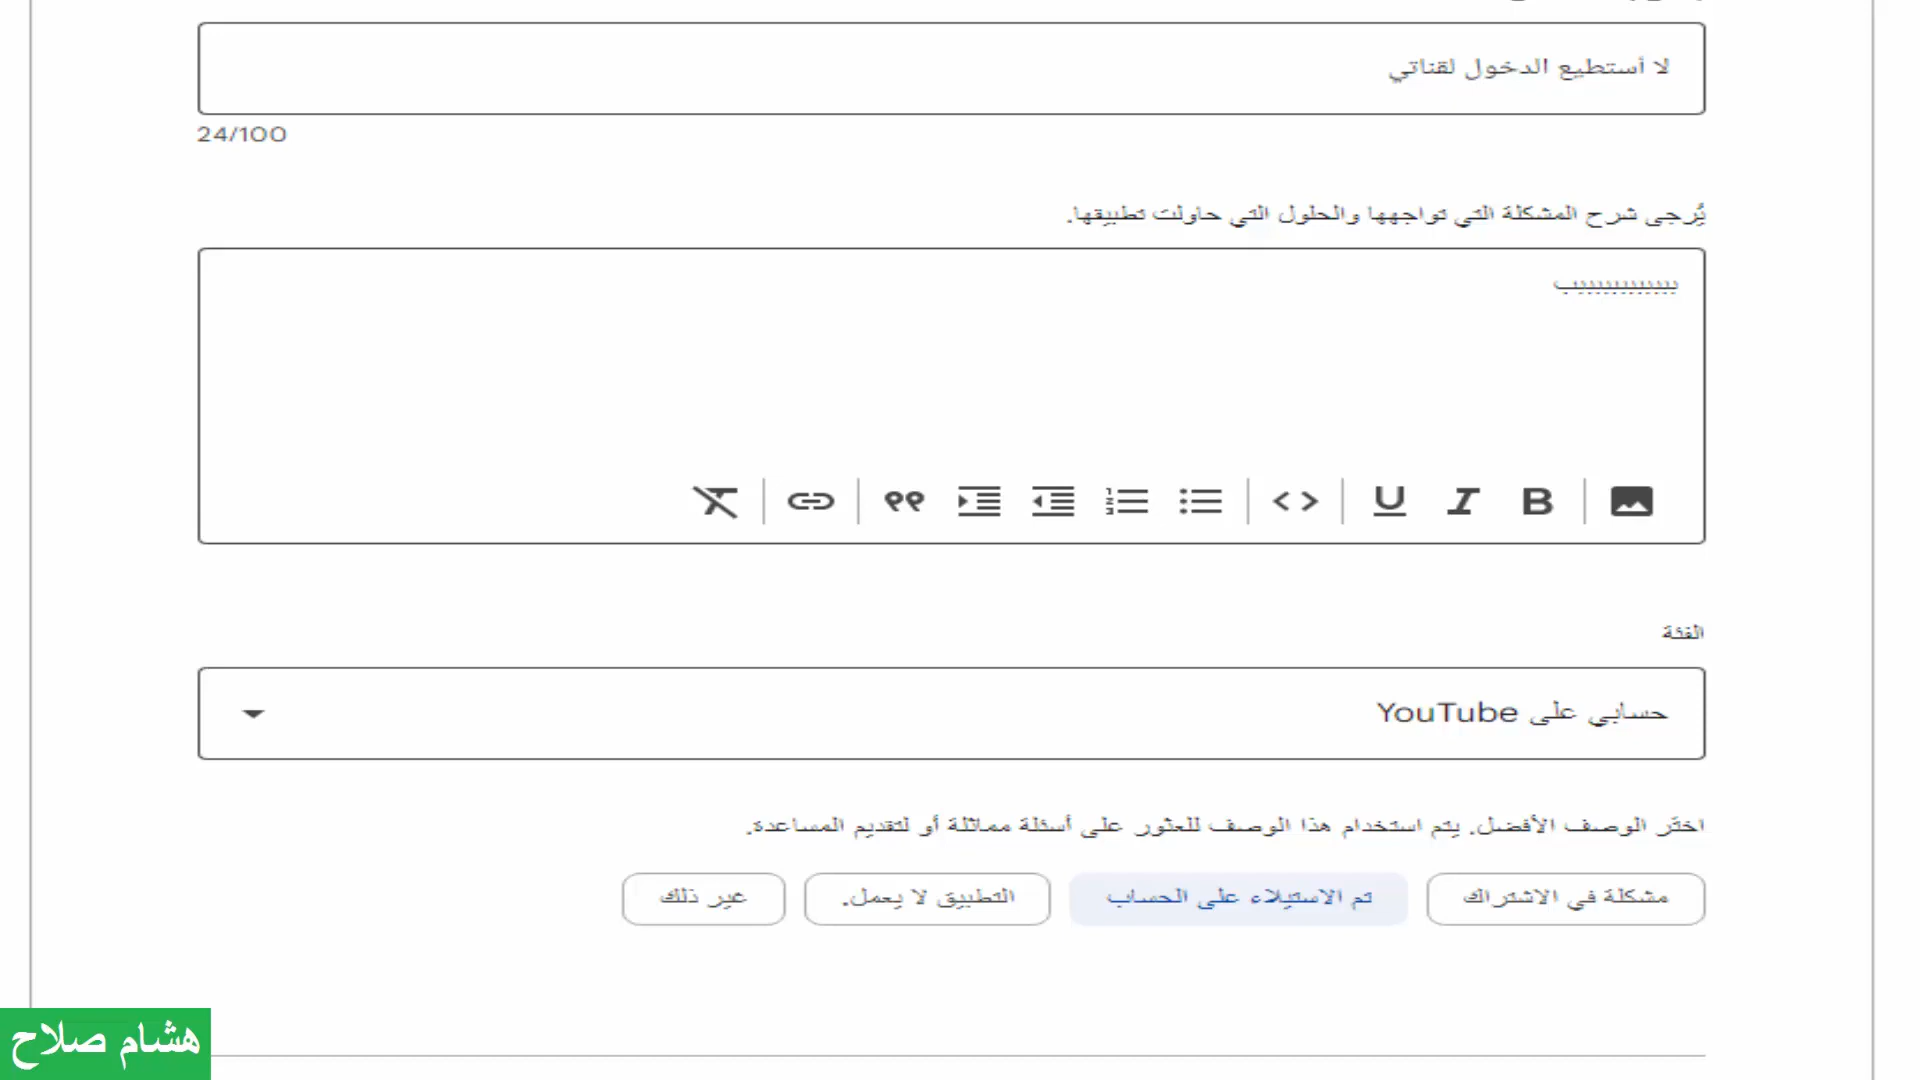 لا أستطيع الدخول لقناتي
24/100
يُرجى شرح المشكلة التي تواجهها والحلول التي حاولت تطبيقها.
الفئة
حسابي على YouTube
اختَر الوصف الأفضل. يتم استخدام هذا الوصف للعثور على أسئلة مماثلة أو لتقديم المساعدة.
مشكلة في الاشتراك
تم الاستيلاء على الحساب
التطبيق لا يعمل.
غير ذلك
هشام صلاح